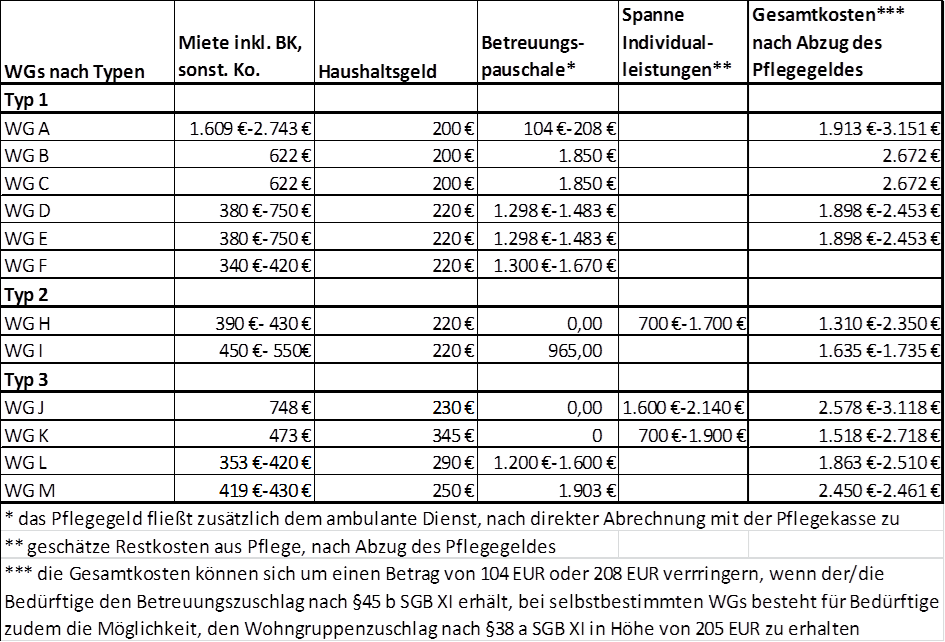 WGs nach Typen Miete inkl. BK, sonst. Ko. Haushaltsgeld Betreuungs-pauschale* Spanne Individual-leistungen** Gesamtkosten*** nach Abzug des Pflegegeldes
Typ 1
WG A 1.609 €-2.743 € 200 € 104 €-208 € 1.913 €-3.151 €
WG B 622 € 200 € 1.850 € 2.672 €
WG C 622 € 200 € 1.850 € 2.672 €
WG D 380 €-750 € 220 € 1.298 €-1.483 € 1.898 €-2.453 €
WG E 380 €-750 € 220 € 1.298 €-1.483 € 1.898 €-2.453 €
WG F 340 €-420 € 220 € 1.300 €-1.670 €
Typ 2
WG H 390 €- 430 € 220 € 0,00 700 €-1.700 € 1.310 €-2.350 €
WG I 450 €- 550€ 220 € 965,00 1.635 €-1.735 €
Typ 3
WG J 748 € 230 € 0,00 1.600 €-2.140 € 2.578 €-3.118 €
WG K 473 € 345 € 0 700 €-1.900 € 1.518 €-2.718 €
WG L 353 €-420 € 290 € 1.200 €-1.600 € 1.863 €-2.510 €
WG M 419 €-430 € 250 € 1.903 € 2.450 €-2.461 €
* das Pflegegeld fließt zusätzlich dem ambulante Dienst, nach direkter Abrechnung mit der Pflegekasse zu
** geschätze Restkosten aus Pflege, nach Abzug des Pflegegeldes
*** die Gesamtkosten können sich um einen Betrag von 104 EUR oder 208 EUR verrringern, wenn der/die
Bedürftige den Betreuungszuschlag nach §45 b SGB XI erhält, bei selbstbestimmten WGs besteht für Bedürftige
zudem die Möglichkeit, den Wohngruppenzuschlag nach §38 a SGB XI in Höhe von 205 EUR zu erhalten